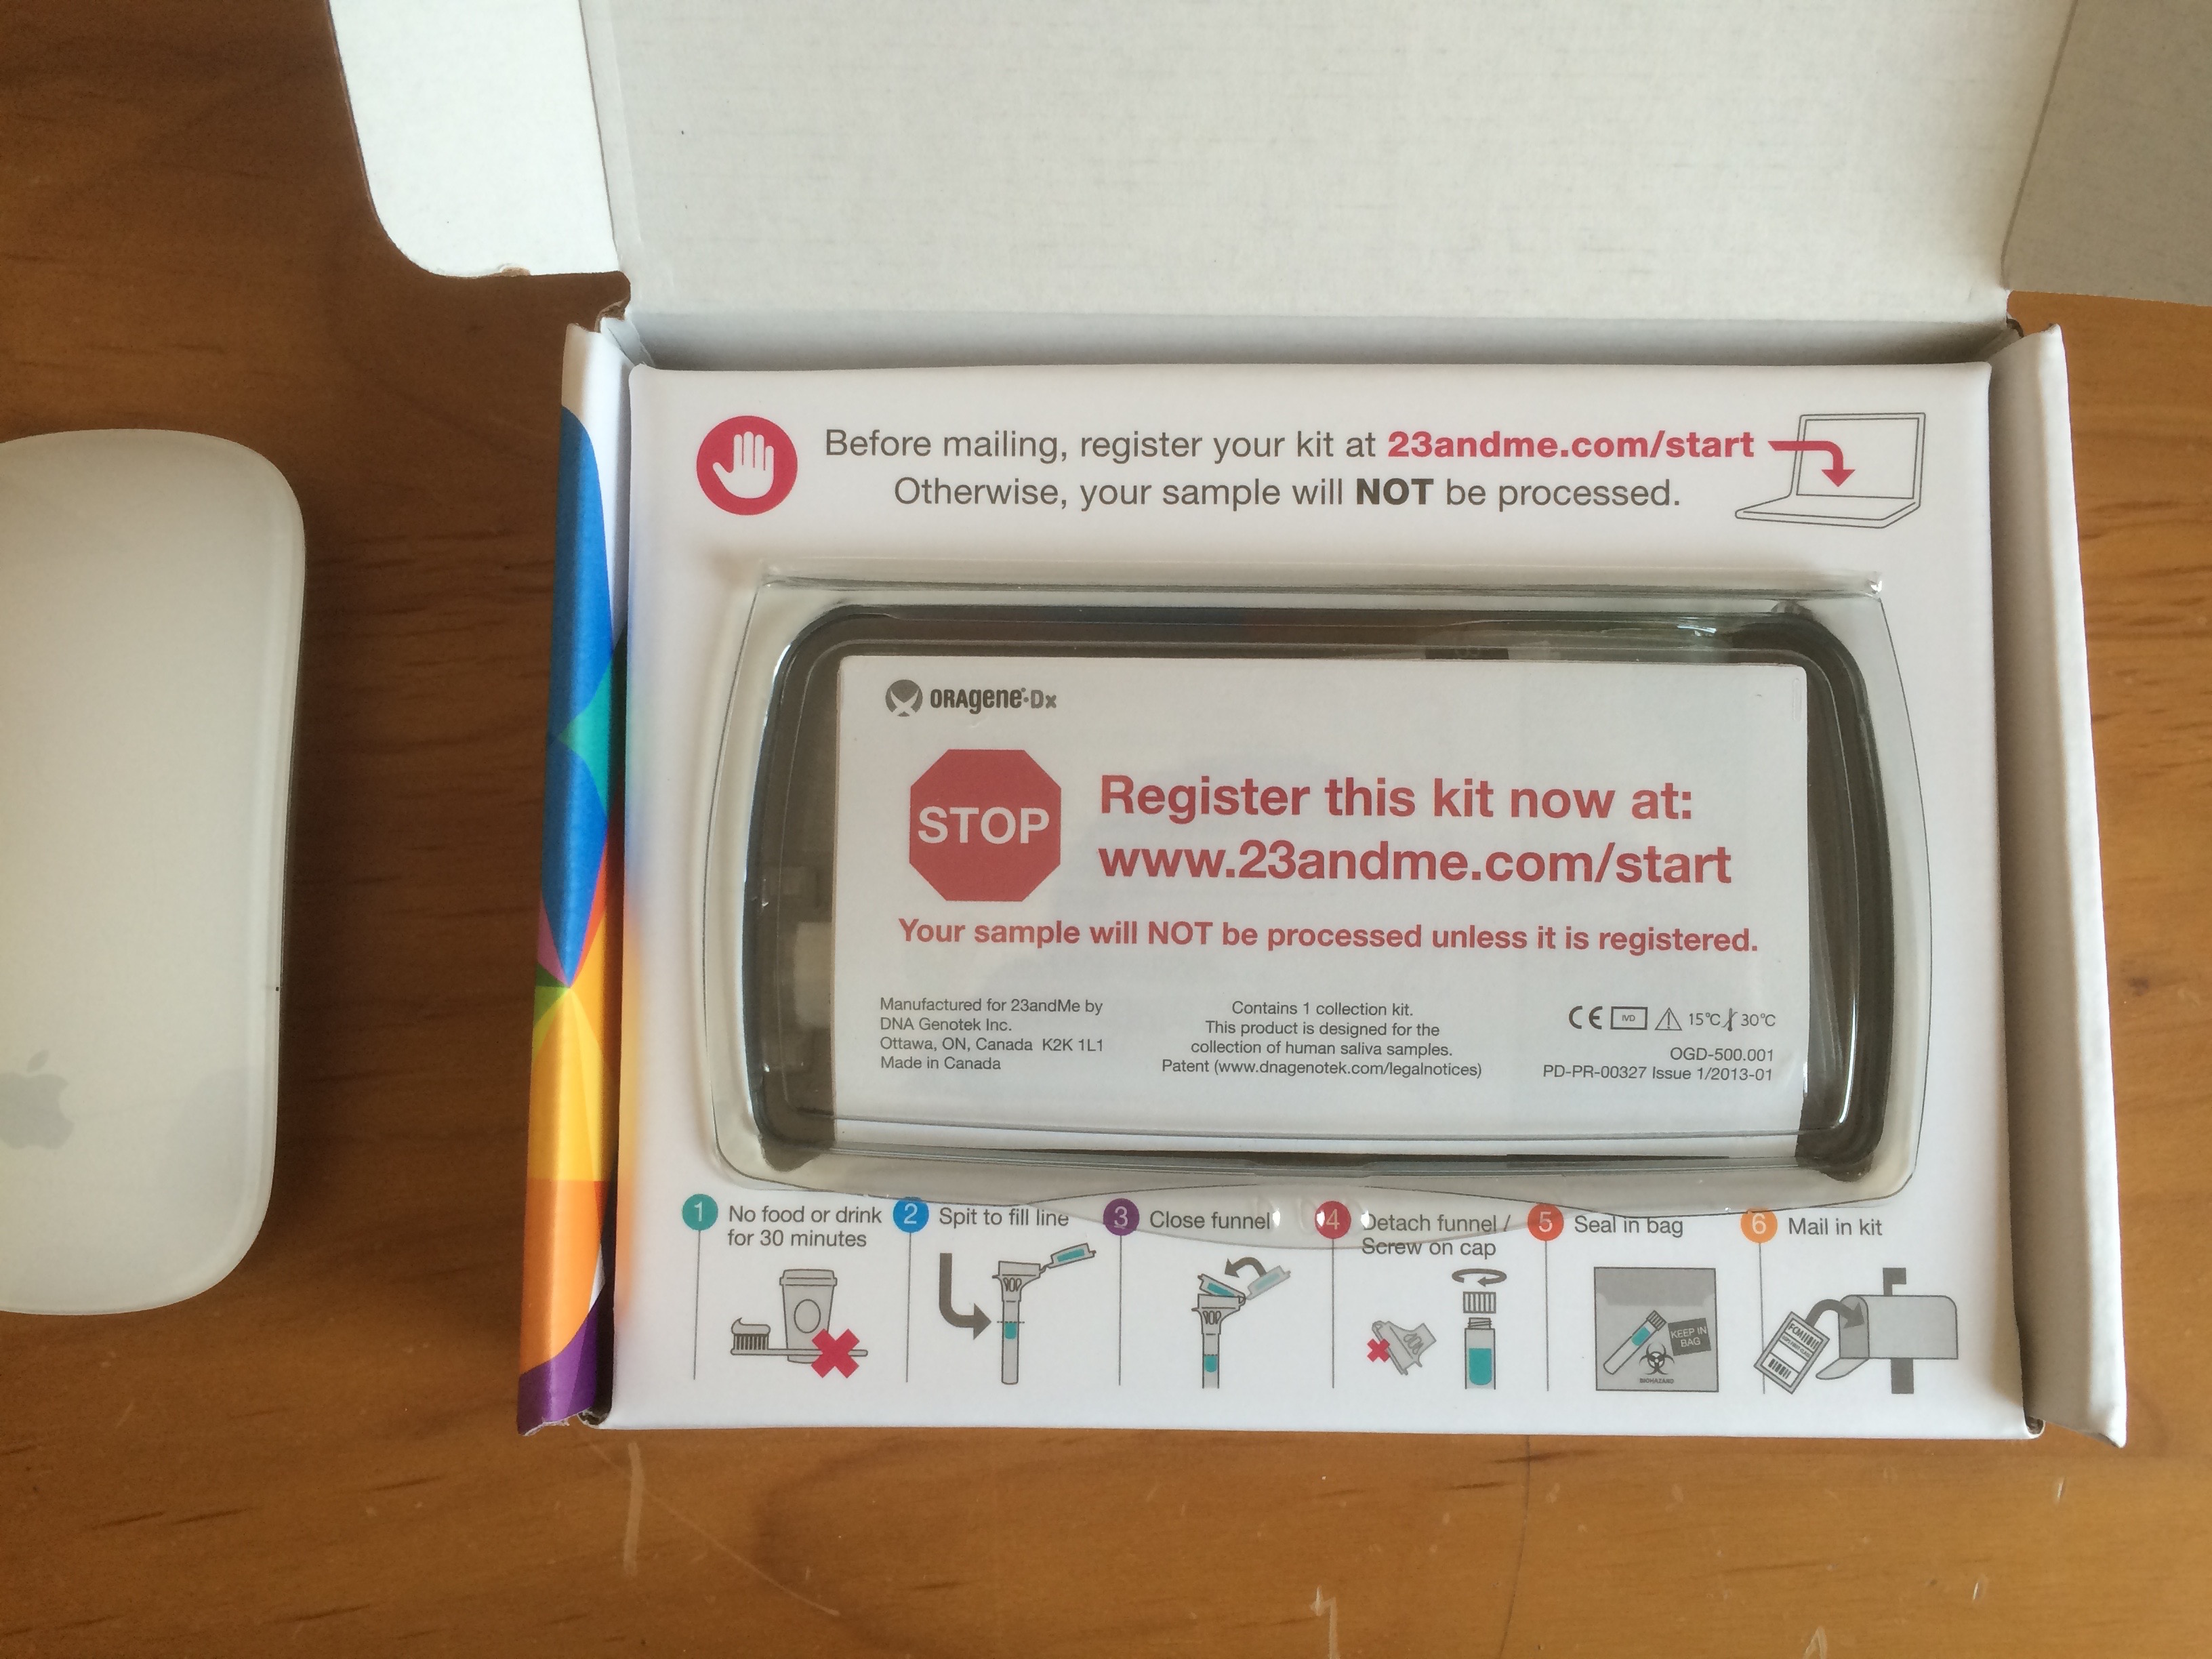 Before mailing, register your kit at 23andme.com/start
Otherwise, your sample will NOT be processed.
ORAgene·Dx
STOP
Register this kit now at:
www.23andme.com/start
Your sample will NOT be processed unless it is registered.
Manufactured for 23andMe by
DNA Genotek Inc.
Ottawa, ON, Canada K2K 1L1
Made in Canada
Contains 1 collection kit.
This product is designed for the
collection of human saliva samples.
Patent (www.dnagenotek.com/legalnotices)
CE IVD 15°C 30°C
OGD-500.001
PD-PR-00327 Issue 1/2013-01
1 No food or drink
for 30 minutes
2 Spit to fill line
3 Close funnel
4 Detach funnel /
Screw on cap
5 Seal in bag
KEEP IN
BAG
BIOHAZARD
6 Mail in kit